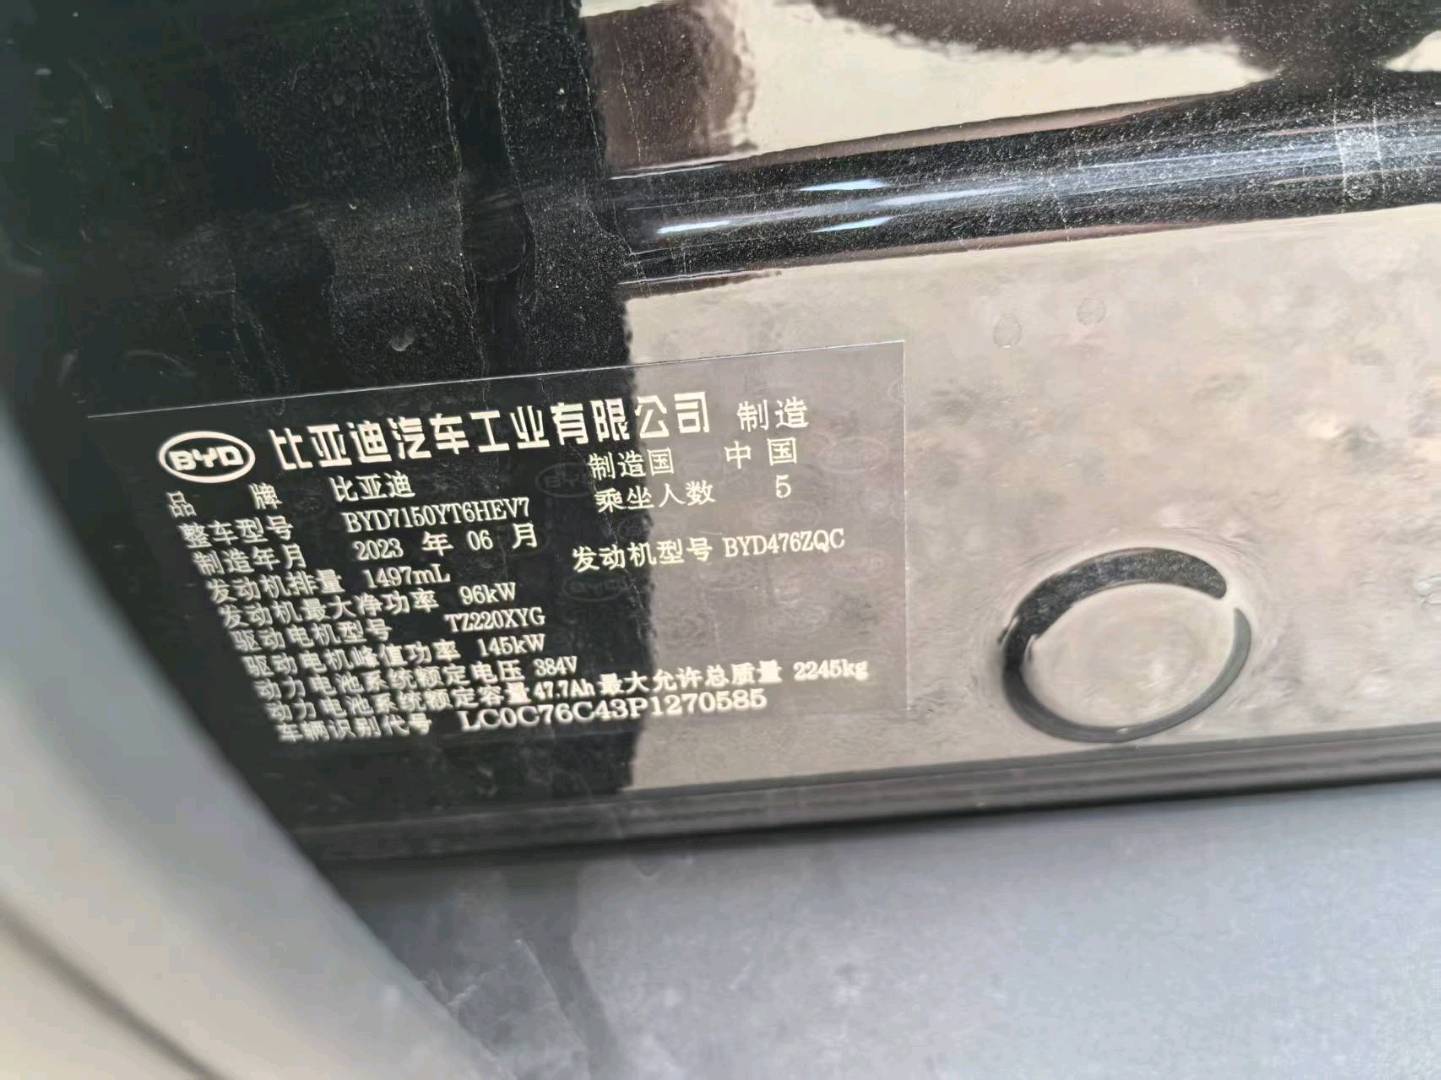 BYD 比亚迪汽车工业有限公司 制造
品牌 比亚迪 制造国 中国
整车型号 BYD7150YT6HEV7 乘坐人数 5
制造年月 2023 年 06 月
发动机排量 1497mL 发动机型号 BYD476ZQC
发动机最大净功率 96kW
驱动电机型号 TZ220XYG
驱动电机峰值功率 145kW
动力电池系统额定电压 384V
动力电池系统额定容量 47.7Ah 最大允许总质量 2245kg
车辆识别代号 LC0C76C43P1270585